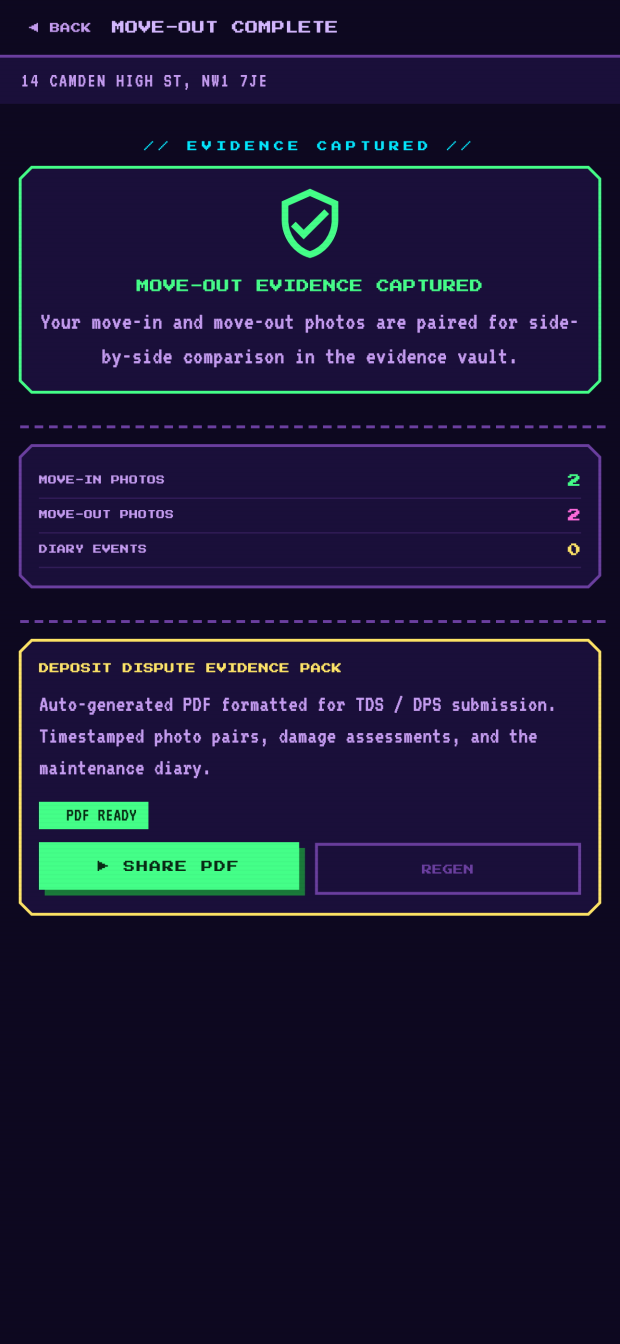 ◄ BACK MOVE-OUT COMPLETE
14 CAMDEN HIGH ST, NW1 7JE
// EVIDENCE CAPTURED //
MOVE-OUT EVIDENCE CAPTURED
Your move-in and move-out photos are paired for side-
by-side comparison in the evidence vault.
MOVE-IN PHOTOS 2
MOVE-OUT PHOTOS 2
DIARY EVENTS 0
DEPOSIT DISPUTE EVIDENCE PACK
Auto-generated PDF formatted for TDS / DPS submission.
Timestamped photo pairs, damage assessments, and the
maintenance diary.
PDF READY
► SHARE PDF REGEN